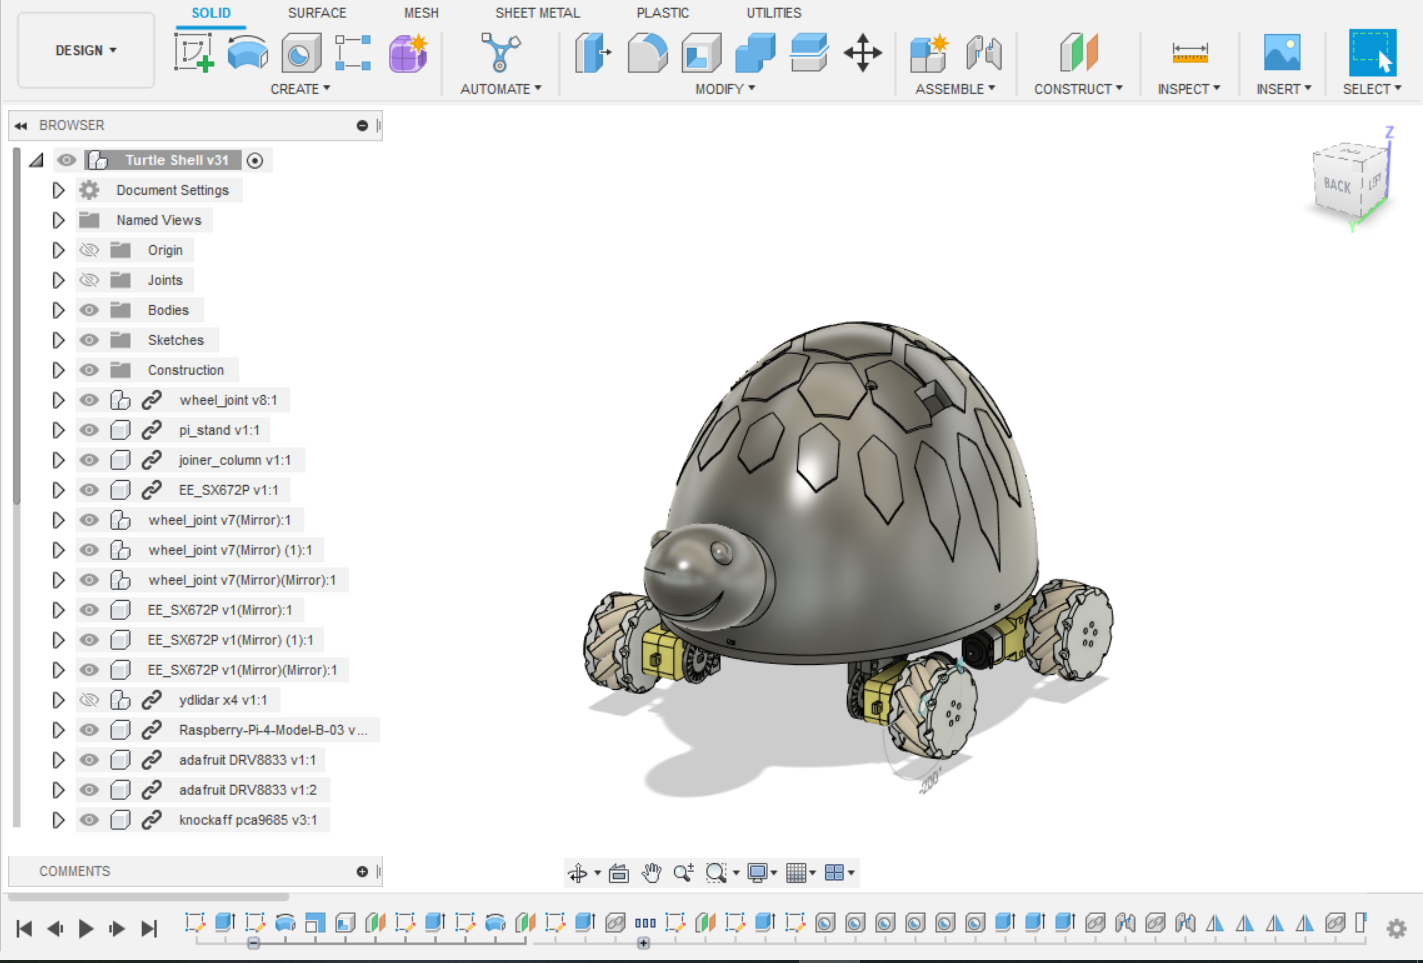 SOLID SURFACE MESH SHEET METAL PLASTIC UTILITIES
DESIGN
CREATE AUTOMATE MODIFY ASSEMBLE CONSTRUCT INSPECT INSERT SELECT
BROWSER
Turtle Shell v31
Document Settings
Named Views
Origin
Joints
Bodies
Sketches
Construction
wheel_joint v8:1
pi_stand v1:1
joiner_column v1:1
EE_SX672P v1:1
wheel_joint v7(Mirror):1
wheel_joint v7(Mirror) (1):1
wheel_joint v7(Mirror)(Mirror):1
EE_SX672P v1(Mirror):1
EE_SX672P v1(Mirror) (1):1
EE_SX672P v1(Mirror)(Mirror):1
ydlidar x4 v1:1
Raspberry-Pi-4-Model-B-03 v...
adafruit DRV8833 v1:1
adafruit DRV8833 v1:2
knockaff pca9685 v3:1
COMMENTS
Z
BACK LEFT
Y